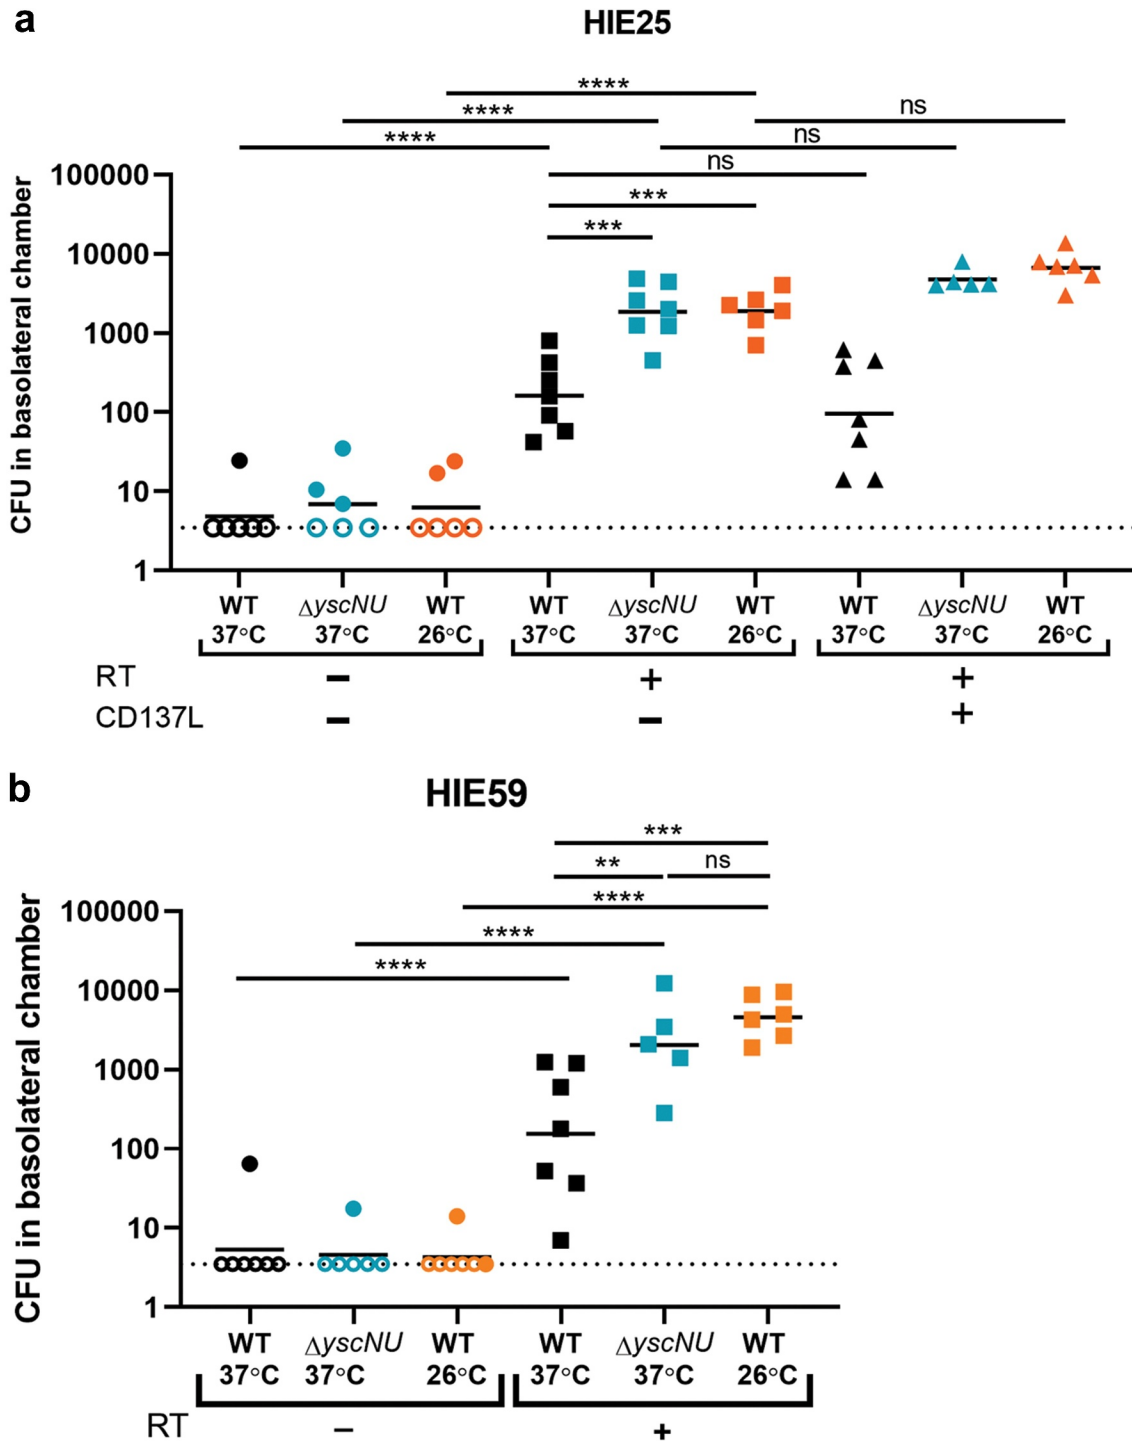 a
HIE25
****
**** ns
**** ns
ns
***
***
CFU in basolateral chamber
100000
10000
1000
100
10
1
WT ΔyscNU WT WT ΔyscNU WT WT ΔyscNU WT
37°C 37°C 26°C 37°C 37°C 26°C 37°C 37°C 26°C
RT − + +
CD137L − − +
b
HIE59
***
** ns
****
****
****
CFU in basolateral chamber
100000
10000
1000
100
10
1
WT ΔyscNU WT WT ΔyscNU WT
37°C 37°C 26°C 37°C 37°C 26°C
RT − +